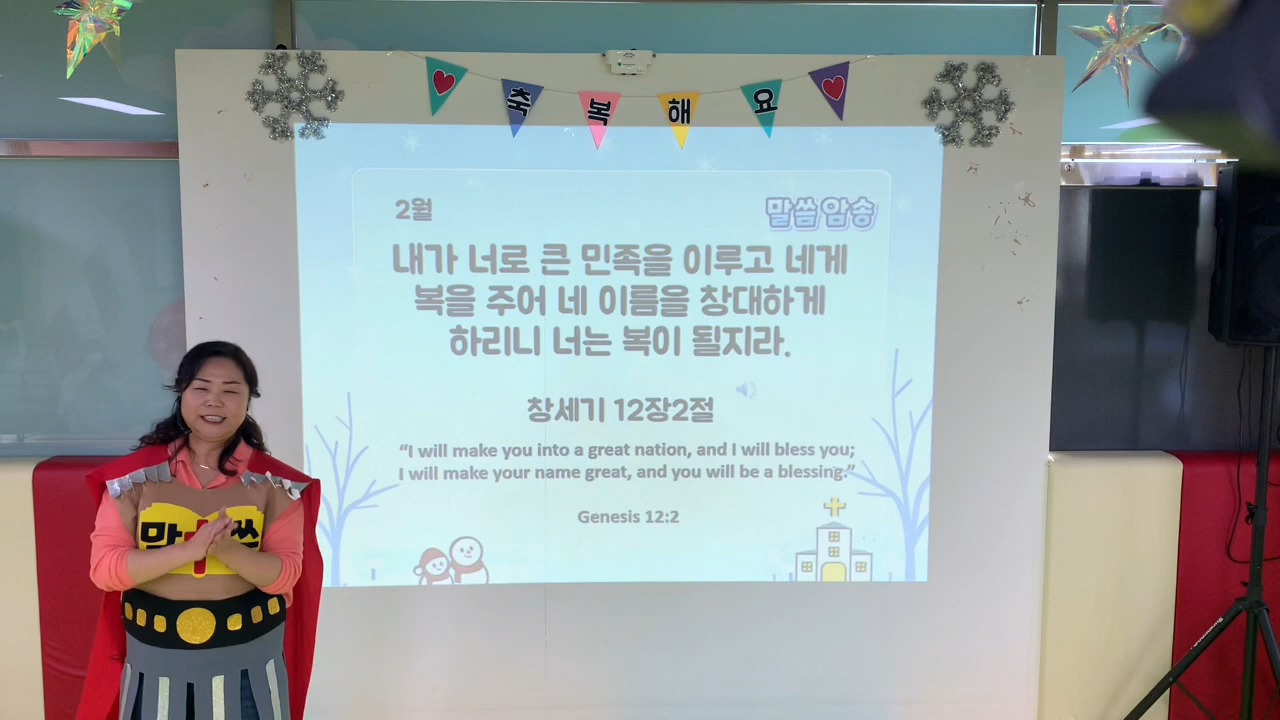 축복해요
2월
말씀 암송
내가 너로 큰 민족을 이루고 네게
복을 주어 네 이름을 창대하게
하리니 너는 복이 될지라.
창세기 12장2절
“I will make you into a great nation, and I will bless you;
I will make your name great, and you will be a blessing.”
Genesis 12:2
말씀